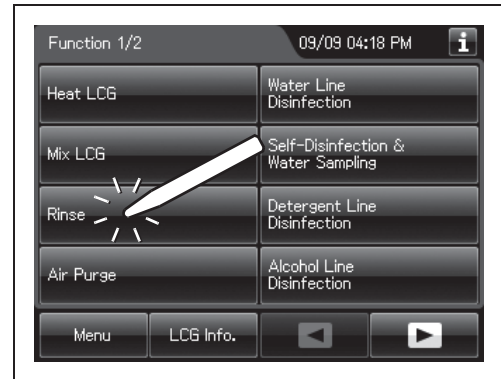 Function 1/2
09/09 04:18 PM
i
Heat LCG
Water Line
Disinfection
Mix LCG
Self-Disinfection &
Water Sampling
Rinse
Detergent Line
Disinfection
Air Purge
Alcohol Line
Disinfection
Menu
LCG Info.